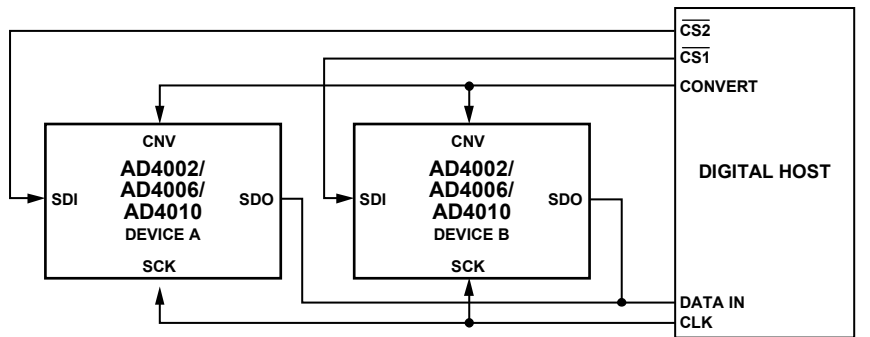 CS2
CS1
CONVERT
CNV
AD4002/
AD4006/
AD4010
DEVICE A
SDI
SDO
SCK
CNV
AD4002/
AD4006/
AD4010
DEVICE B
SDI
SDO
SCK
DIGITAL HOST
DATA IN
CLK